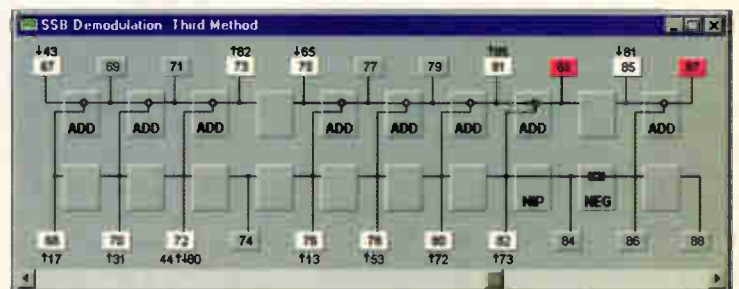 SSB Demodulation Third Method
↓43 ↑82 ↓65 ↓81
67 69 71 73 75 77 79 81 85 87
ADD ADD ADD ADD ADD ADD ADD ADD
NIP NEG
68 70 72 74 76 78 80 82 84 86 88
↑17 ↑31 44↑↓80 ↑13 ↑53 ↑72 ↑73